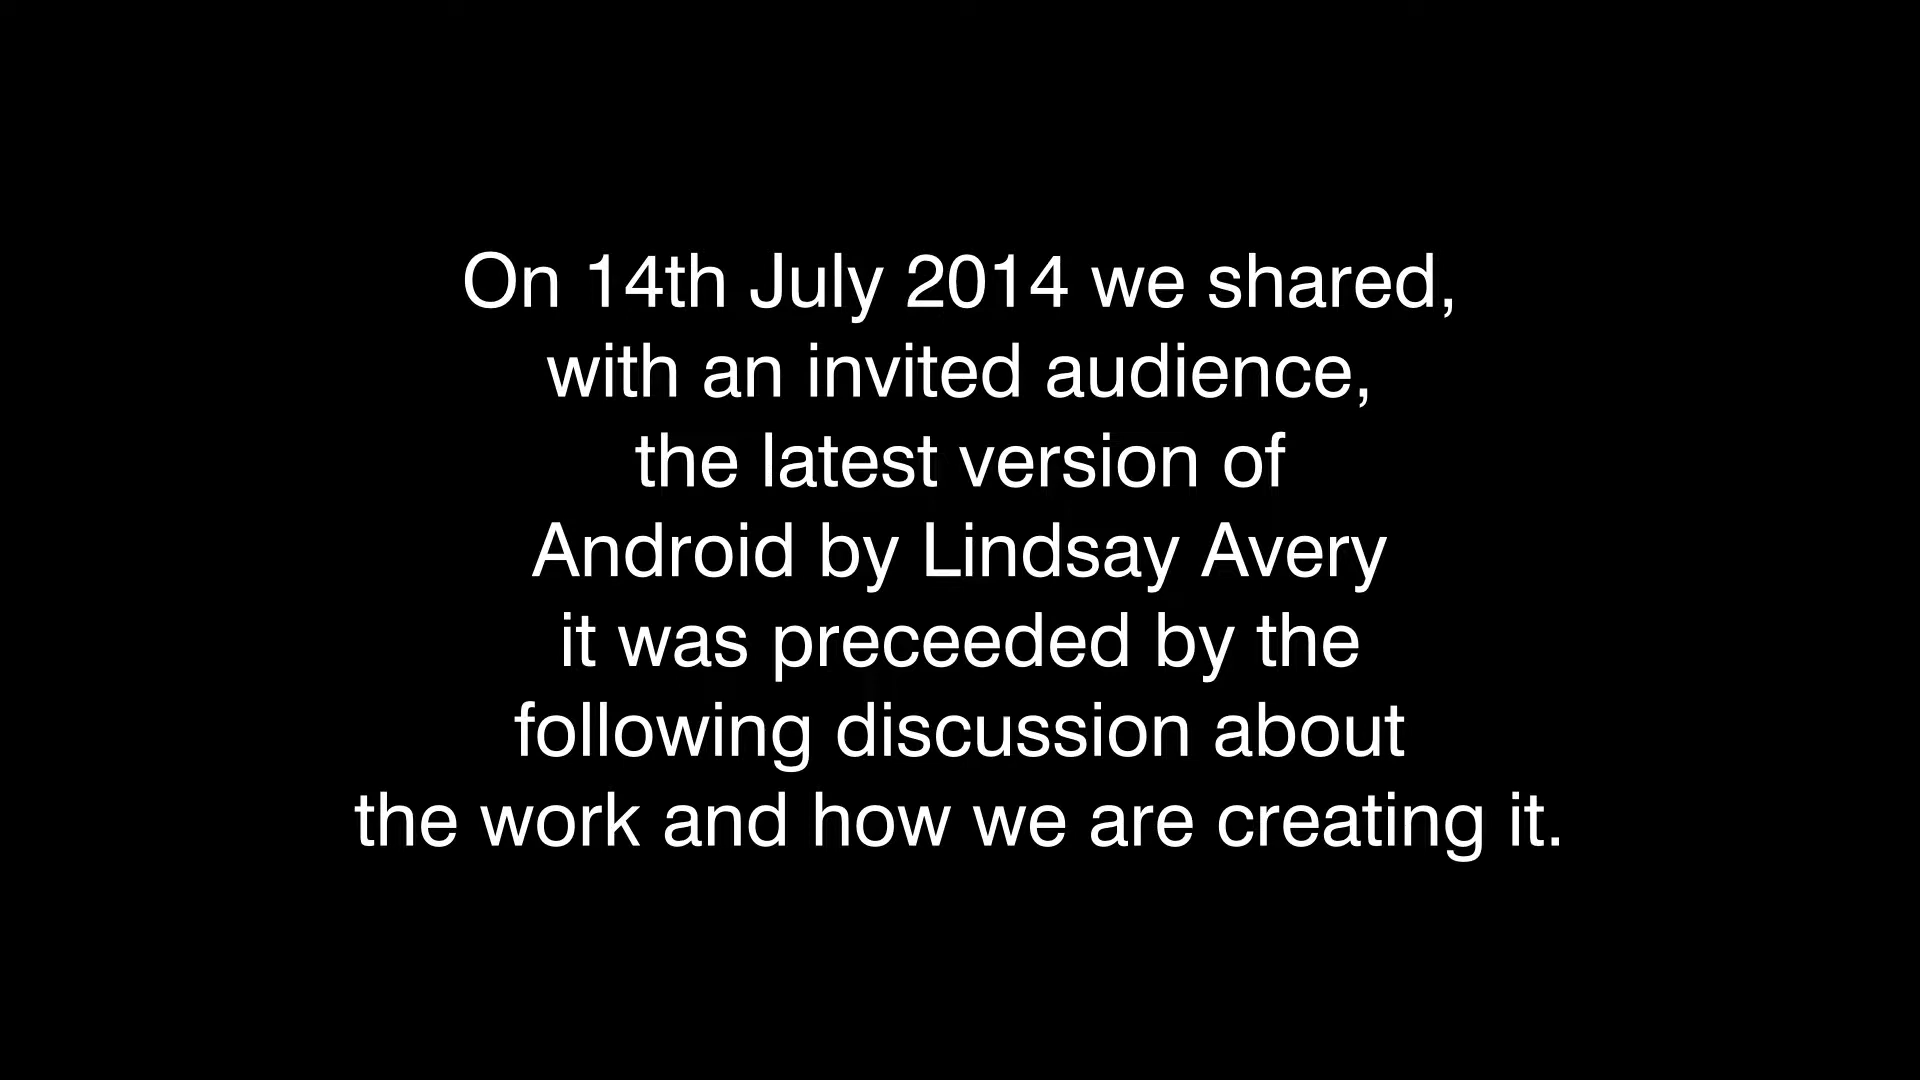 On 14th July 2014 we shared,
with an invited audience,
the latest version of
Android by Lindsay Avery
it was preceeded by the
following discussion about
the work and how we are creating it.